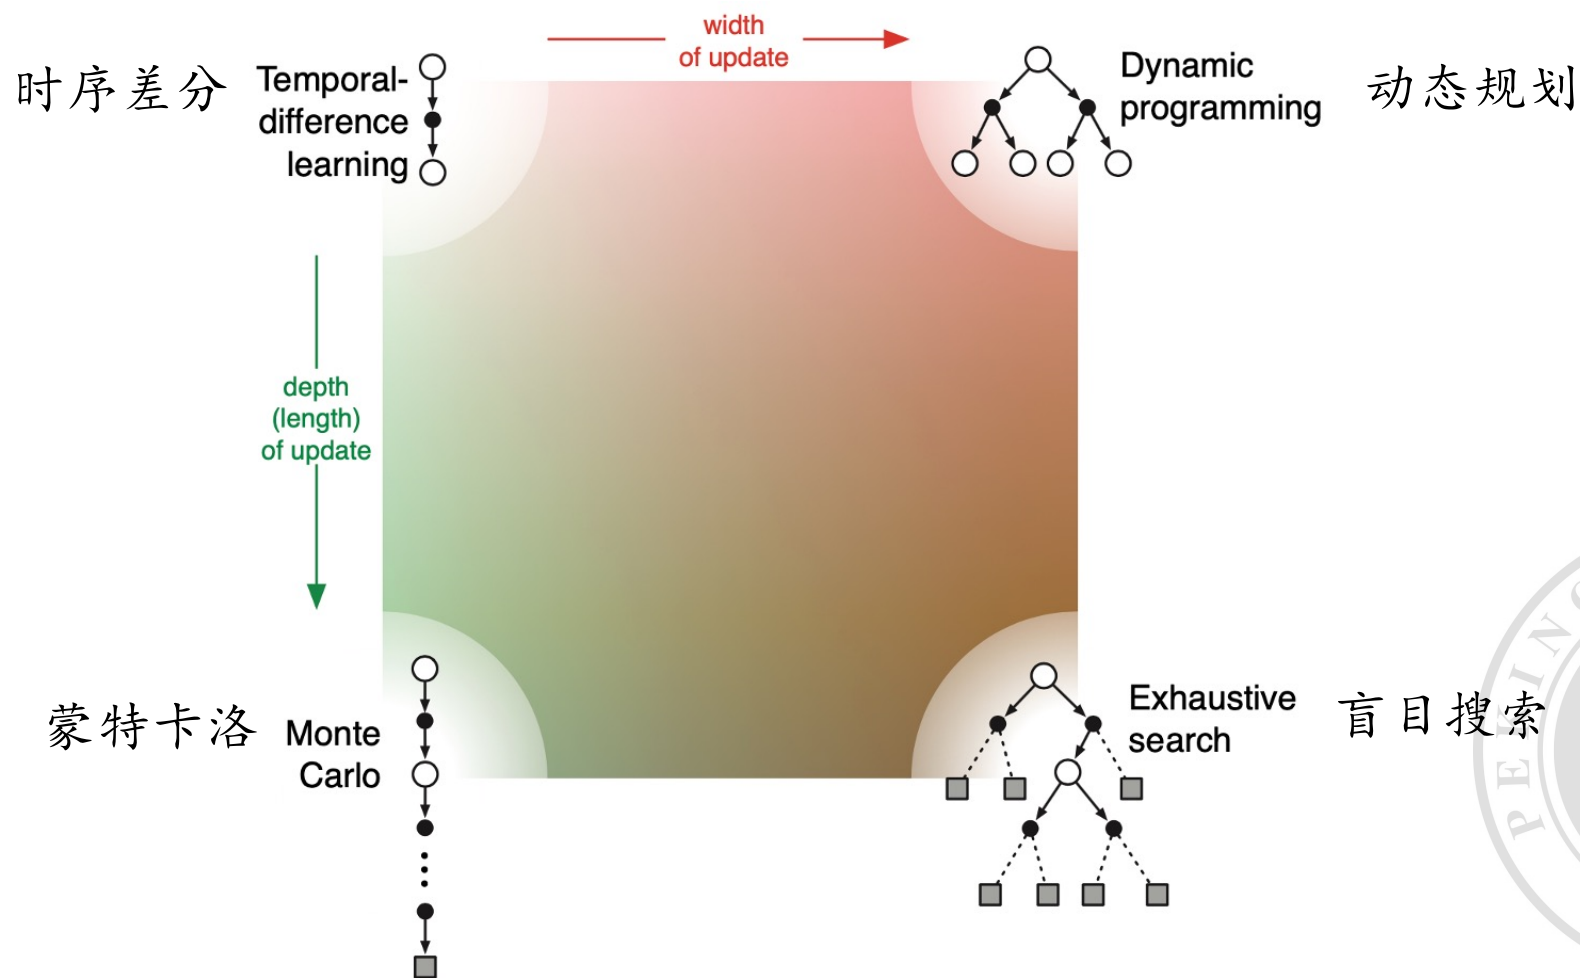 width
of update
时序差分
Temporal-
difference
learning
Dynamic
programming
动态规划
depth
(length)
of update
蒙特卡洛
Monte
Carlo
Exhaustive
search
盲目搜索